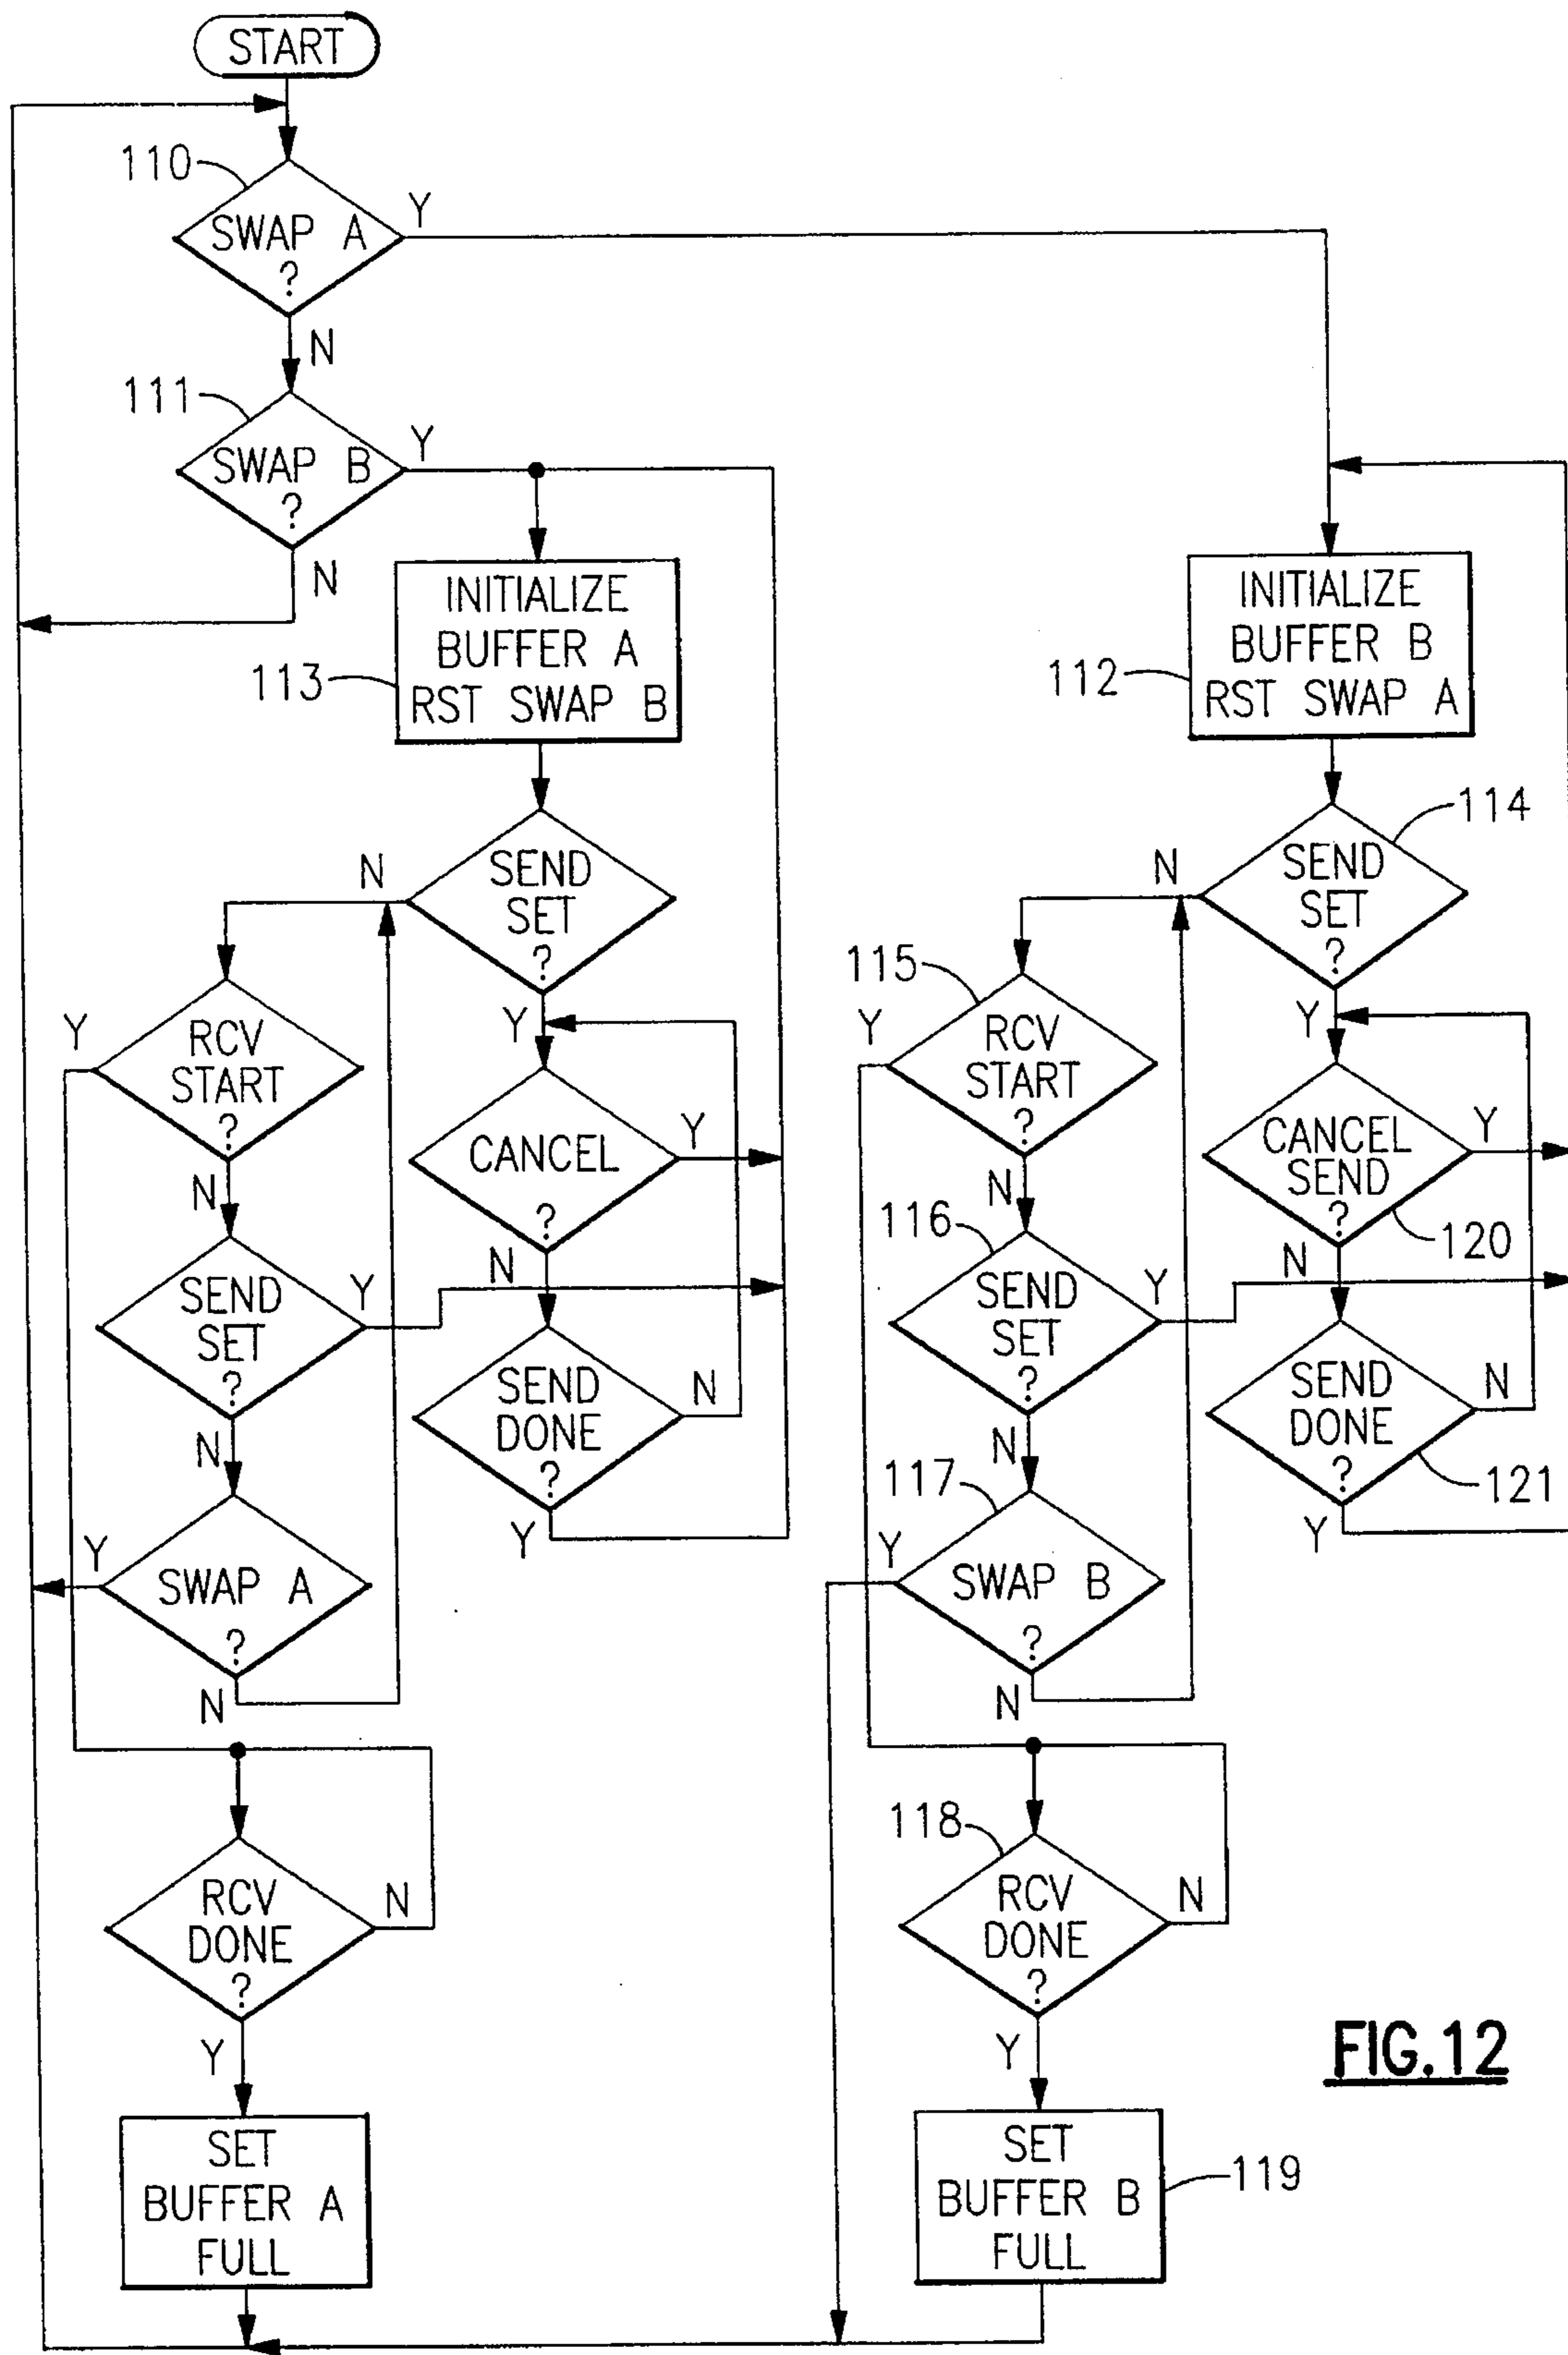 START
110
SWAP A
?
Y
N
111
SWAP B
?
Y
N
113
INITIALIZE
BUFFER A
RST SWAP B
SEND
SET
?
N
Y
RCV
START
?
Y
N
CANCEL
?
Y
N
SEND
SET
?
Y
N
SEND
DONE
?
N
Y
SWAP A
?
Y
N
RCV
DONE
?
N
Y
SET
BUFFER A
FULL
112
INITIALIZE
BUFFER B
RST SWAP A
114
SEND
SET
?
N
Y
115
RCV
START
?
Y
N
CANCEL
SEND
?
Y
N
120
116
SEND
SET
?
Y
N
SEND
DONE
?
N
Y
121
117
SWAP B
?
Y
N
118
RCV
DONE
?
N
Y
SET
BUFFER B
FULL
119
FIG.12